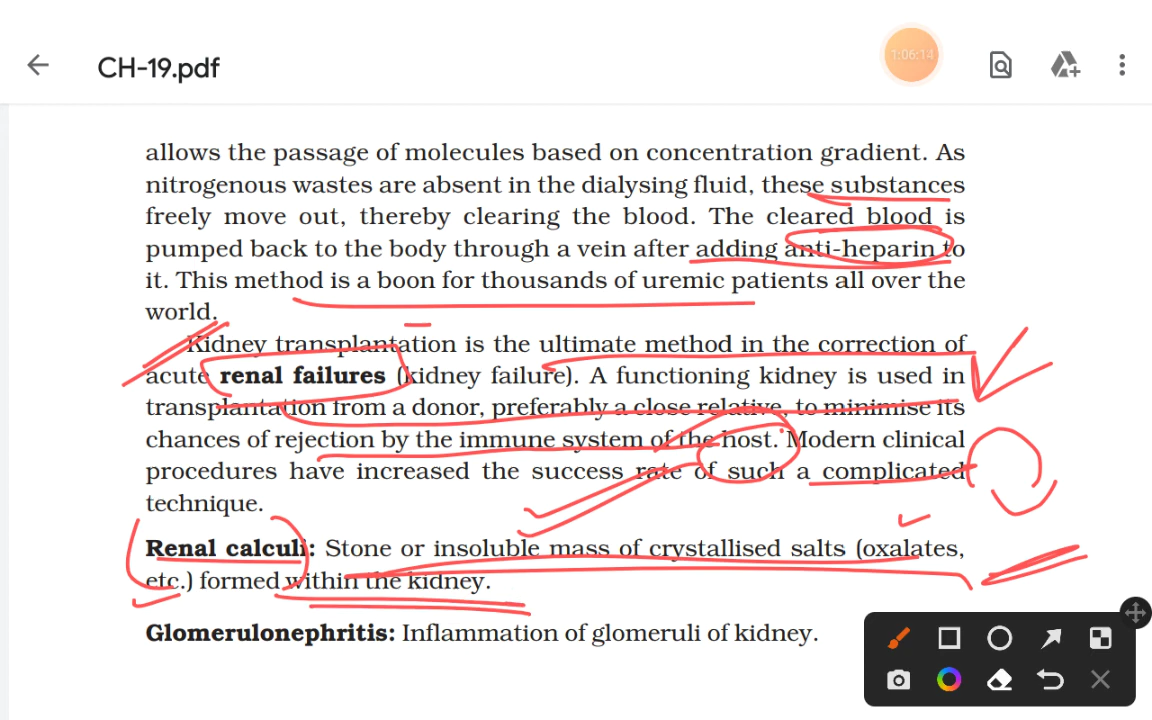 CH-19.pdf
1:06:14
allows the passage of molecules based on concentration gradient. As
nitrogenous wastes are absent in the dialysing fluid, these substances
freely move out, thereby clearing the blood. The cleared blood is
pumped back to the body through a vein after adding anti-heparin to
it. This method is a boon for thousands of uremic patients all over the
world.
Kidney transplantation is the ultimate method in the correction of
acute renal failures (kidney failure). A functioning kidney is used in
transplantation from a donor, preferably a close relative, to minimise its
chances of rejection by the immune system of the host. Modern clinical
procedures have increased the success rate of such a complicated
technique.
Renal calculi: Stone or insoluble mass of crystallised salts (oxalates,
etc.) formed within the kidney.
Glomerulonephritis: Inflammation of glomeruli of kidney.